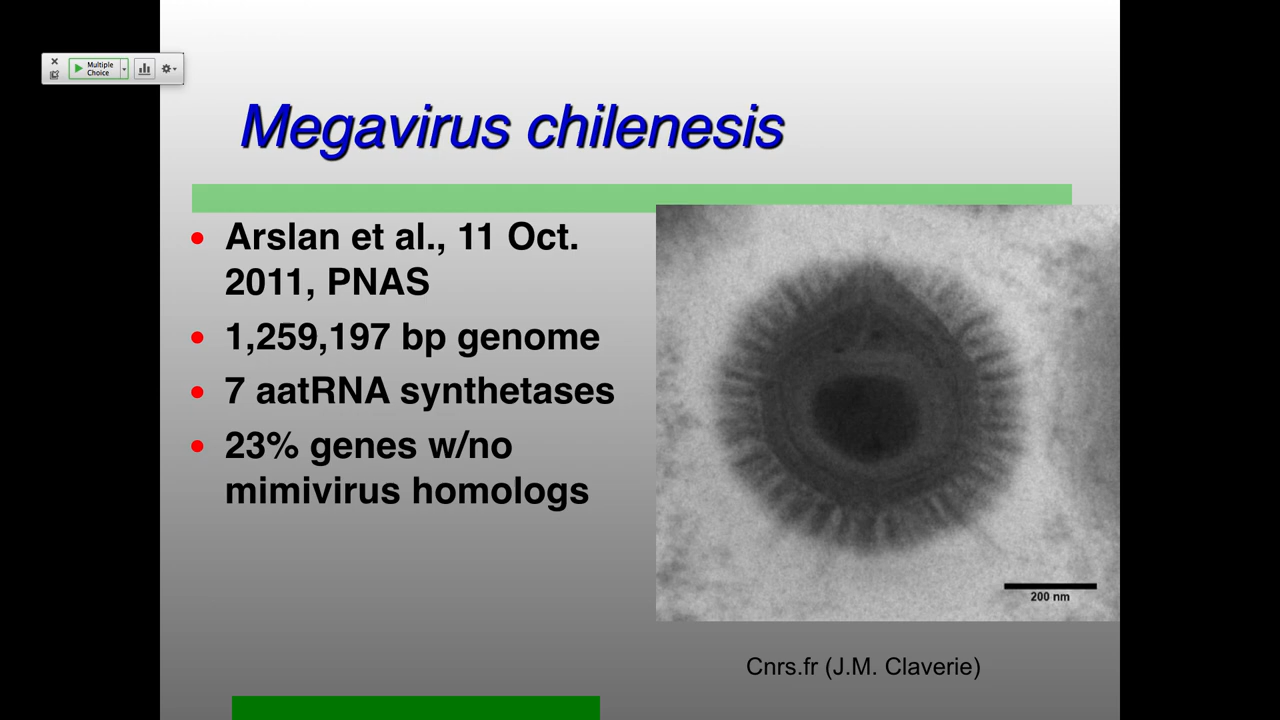 Multiple
Choice
Megavirus chilenesis
Arslan et al., 11 Oct.
2011, PNAS
1,259,197 bp genome
7 aatRNA synthetases
23% genes w/no
mimivirus homologs
200 nm
Cnrs.fr (J.M. Claverie)